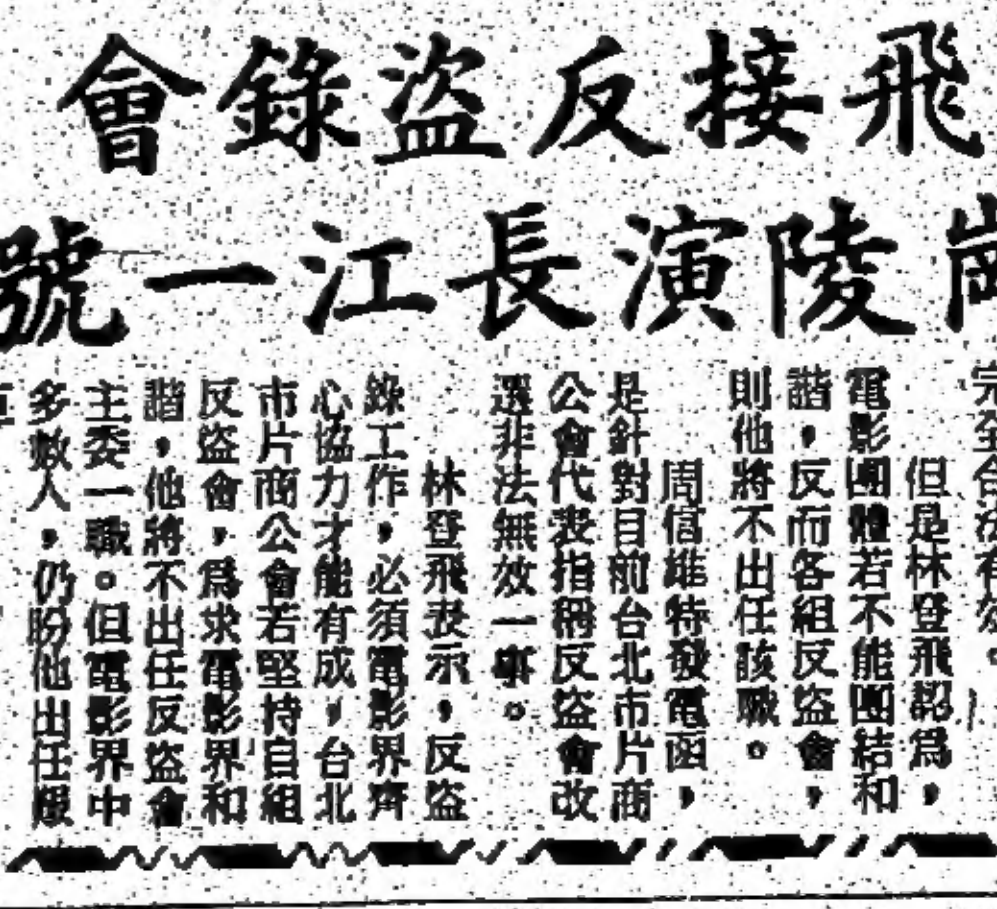 飛接反盜錄會
陵演長江一號
完全合法有效。
但是林登飛認爲，
電影團體若不能團結和
諧，反而各組反盜會，
則他將不出任該職。
周信雄特發電函，
是針對目前台北市片商
公會代表指稱反盜會改
選非法無效一事。
林登飛表示，反盜
錄工作，必須電影界齊
心協力才能有成，台北
市片商公會若堅持自組
反盜會，爲求電影界和
諧，他將不出任反盜會
主委一職。但電影界中
多數人，仍盼他出任艱